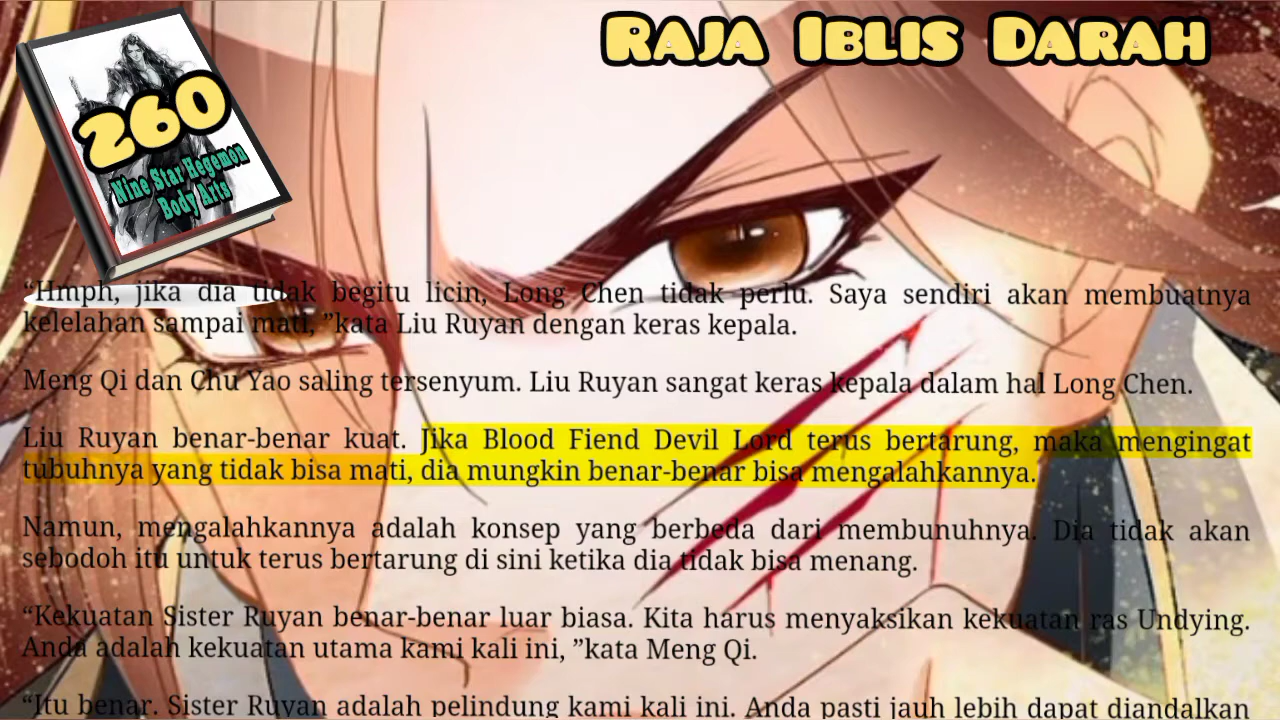 Raja Iblis Darah
260
Nine Star Hegemon
Body Arts
“Hmph, jika dia tidak begitu licin, Long Chen tidak perlu. Saya sendiri akan membuatnya
kelelahan sampai mati, ”kata Liu Ruyan dengan keras kepala.
Meng Qi dan Chu Yao saling tersenyum. Liu Ruyan sangat keras kepala dalam hal Long Chen.
Liu Ruyan benar-benar kuat. Jika Blood Fiend Devil Lord terus bertarung, maka mengingat
tubuhnya yang tidak bisa mati, dia mungkin benar-benar bisa mengalahkannya.
Namun, mengalahkannya adalah konsep yang berbeda dari membunuhnya. Dia tidak akan
sebodoh itu untuk terus bertarung di sini ketika dia tidak bisa menang.
“Kekuatan Sister Ruyan benar-benar luar biasa. Kita harus menyaksikan kekuatan ras Undying.
Anda adalah kekuatan utama kami kali ini, ”kata Meng Qi.
“Itu benar. Sister Ruyan adalah pelindung kami kali ini. Anda pasti jauh lebih dapat diandalkan